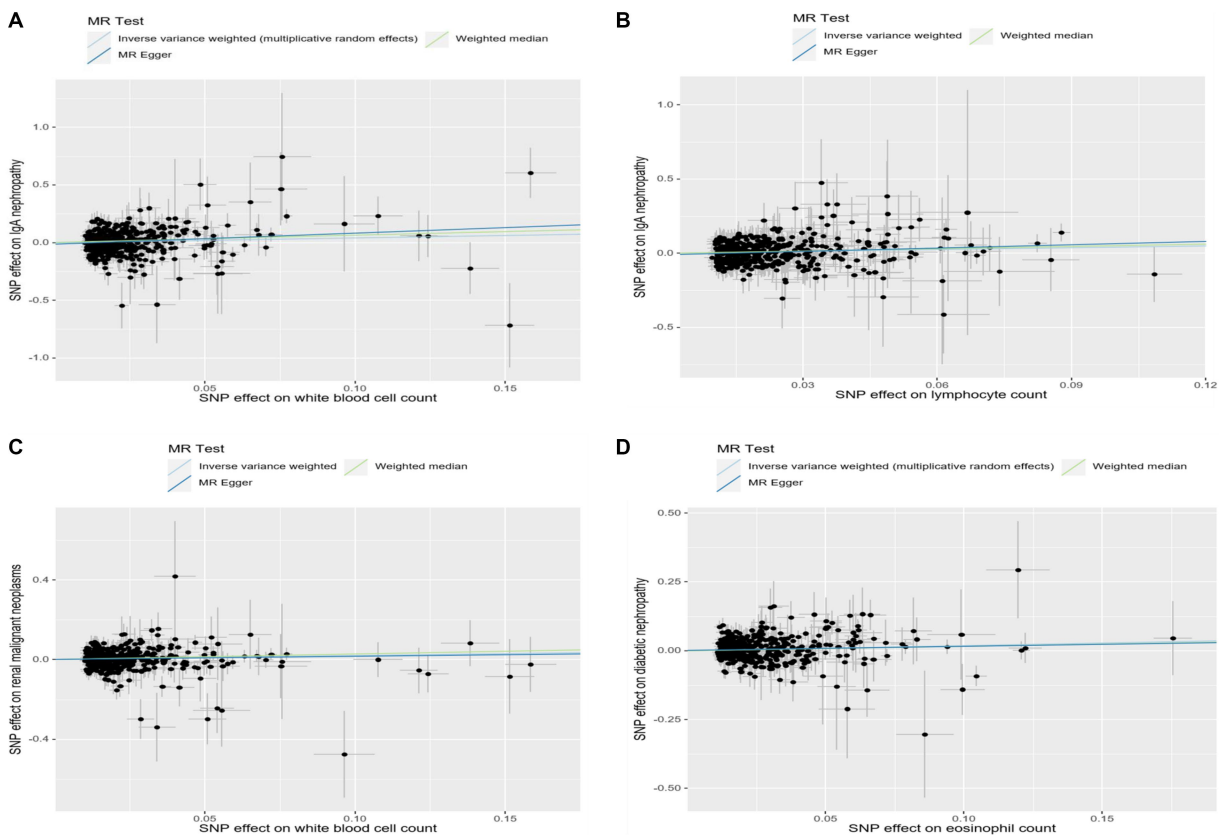 A
MR Test
Inverse variance weighted (multiplicative random effects)
Weighted median
MR Egger
SNP effect on IgA nephropathy
1.0
0.5
0.0
-0.5
-1.0
0.05
0.10
0.15
SNP effect on white blood cell count
B
MR Test
Inverse variance weighted
Weighted median
MR Egger
SNP effect on IgA nephropathy
1.0
0.5
0.0
-0.5
0.03
0.06
0.09
0.12
SNP effect on lymphocyte count
C
MR Test
Inverse variance weighted
Weighted median
MR Egger
SNP effect on renal malignant neoplasms
0.4
0.0
-0.4
0.05
0.10
0.15
SNP effect on white blood cell count
D
MR Test
Inverse variance weighted (multiplicative random effects)
Weighted median
MR Egger
SNP effect on diabetic nephropathy
0.50
0.25
0.00
-0.25
-0.50
0.05
0.10
0.15
SNP effect on eosinophil count